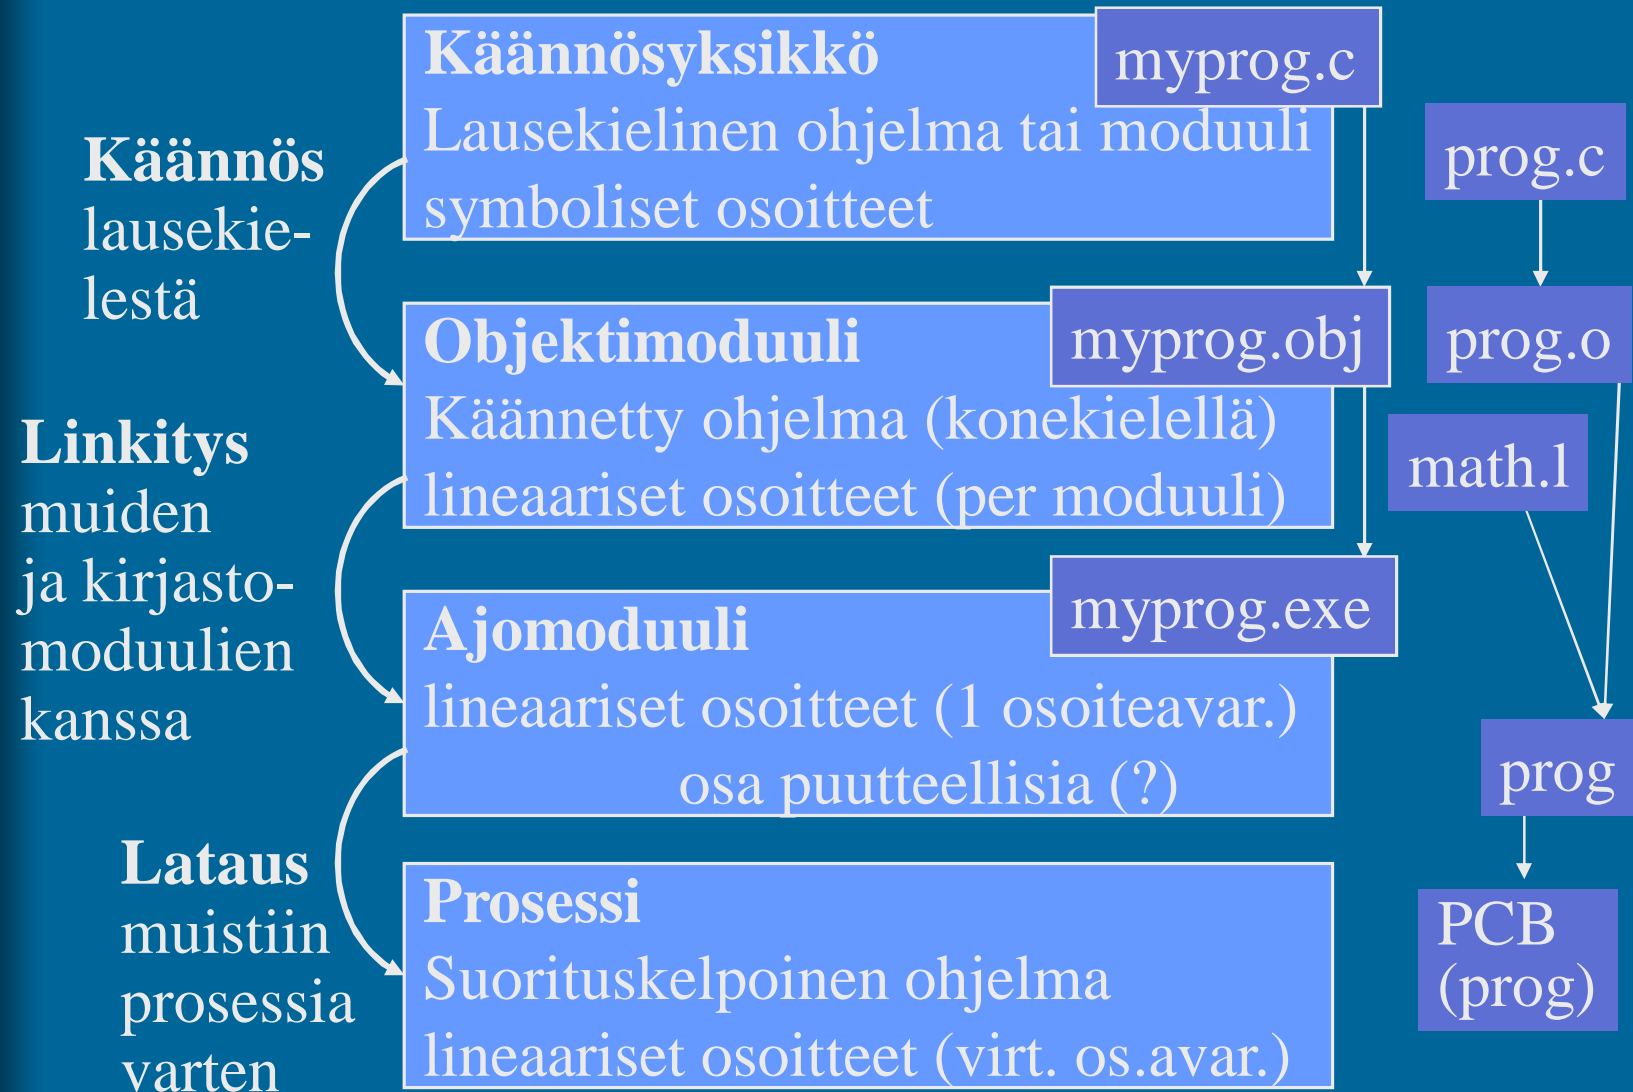 Käännösyksikkö
myprog.c
Lausekielinen ohjelma tai moduuli
symboliset osoitteet
prog.c
Käännös
lausekie-
lestä
Objektimoduuli
myprog.obj
prog.o
Käännetty ohjelma (konekielellä)
lineaariset osoitteet (per moduuli)
math.l
Linkitys
muiden
ja kirjasto-
moduulien
kanssa
Ajomoduuli
myprog.exe
lineaariset osoitteet (1 osoiteavar.)
osa puutteellisia (?)
prog
Lataus
muistiin
prosessia
varten
Prosessi
Suorituskelpoinen ohjelma
lineaariset osoitteet (virt. os.avar.)
PCB
(prog)